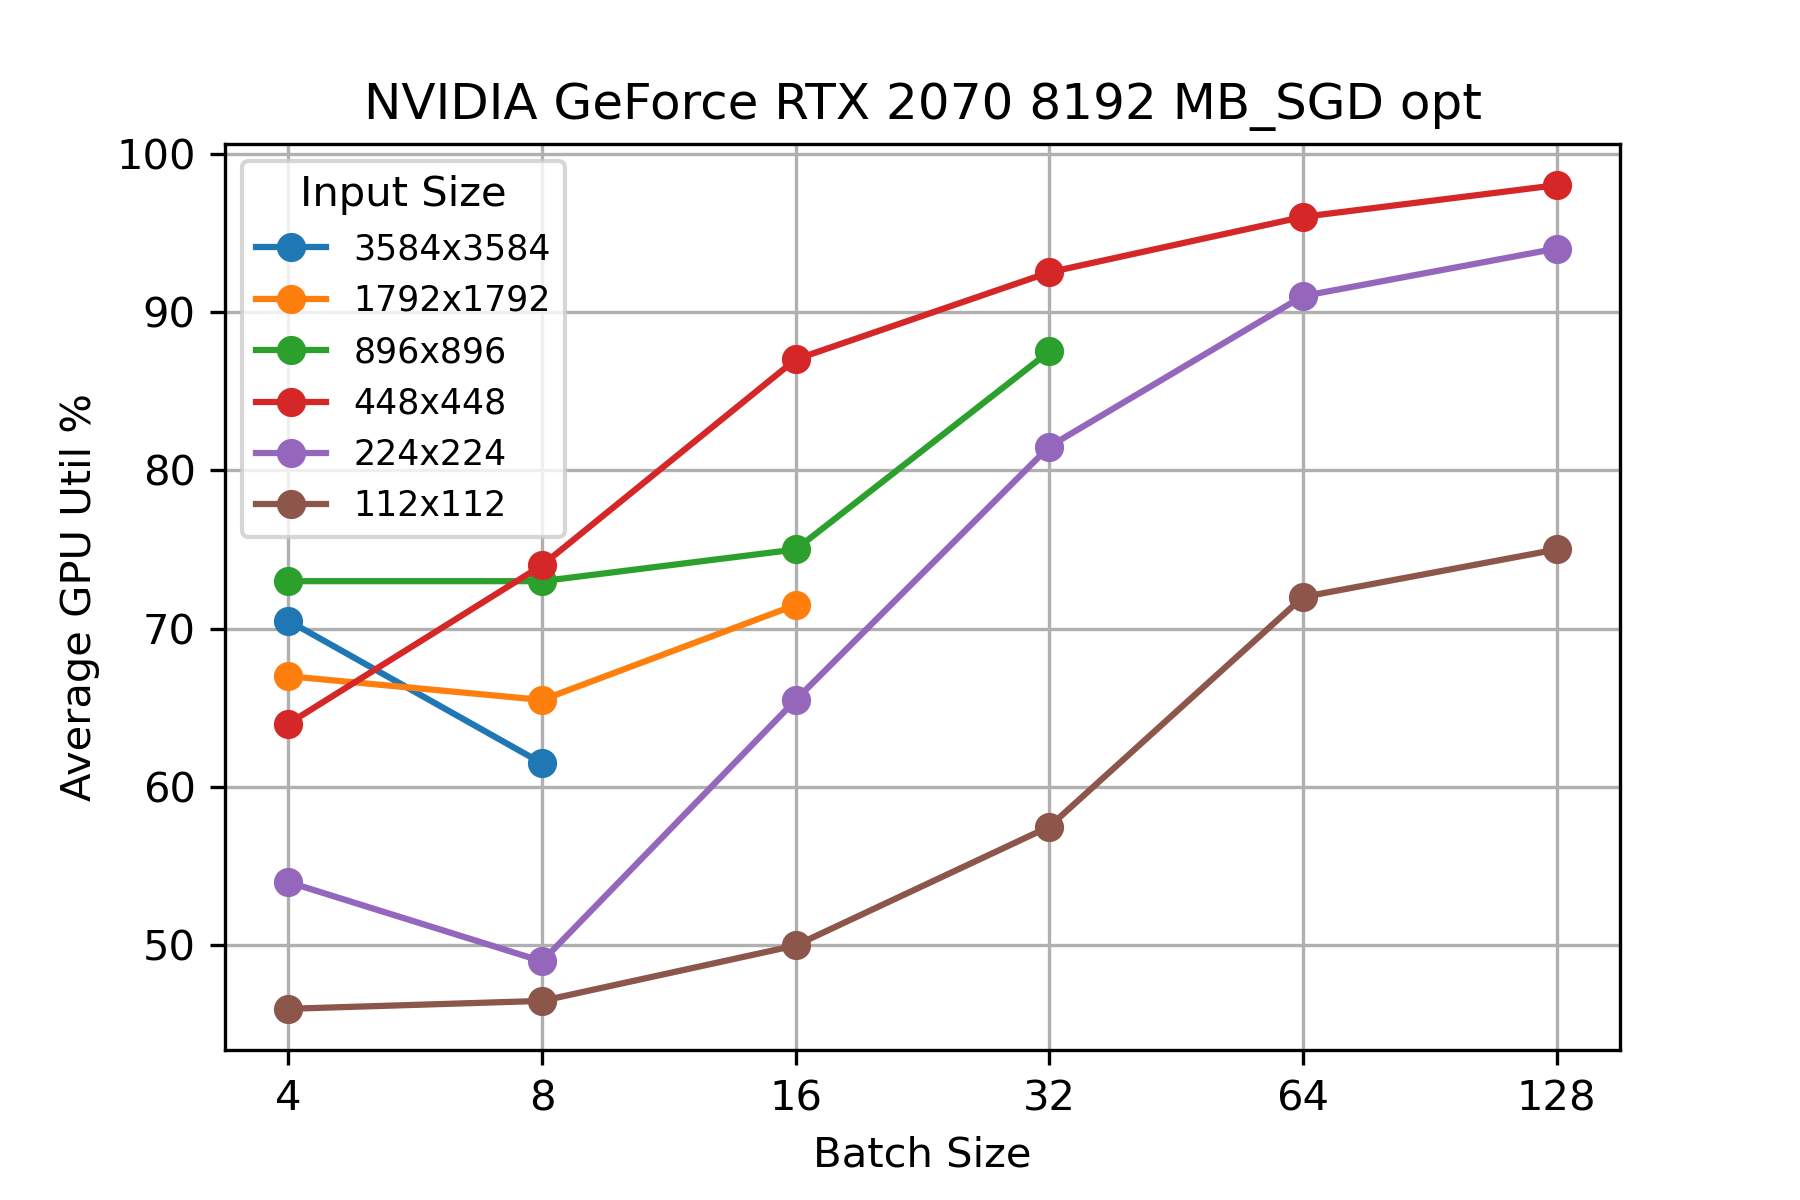 NVIDIA GeForce RTX 2070 8192 MB_SGD opt
Input Size
3584x3584
1792x1792
896x896
448x448
224x224
112x112
Average GPU Util %
100
90
80
70
60
50
4 8 16 32 64 128
Batch Size